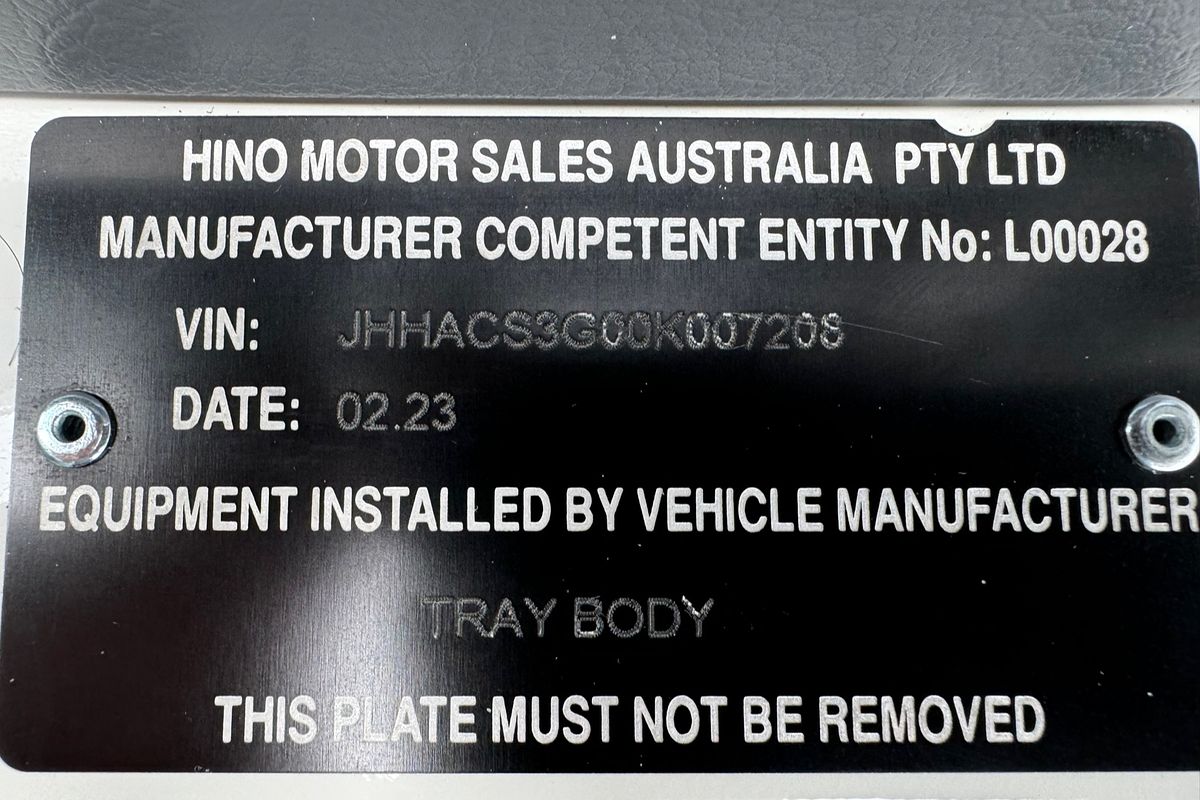 HINO MOTOR SALES AUSTRALIA PTY LTD
MANUFACTURER COMPETENT ENTITY No: L00028
VIN: JHHACS3G00K007208
DATE: 02.23
EQUIPMENT INSTALLED BY VEHICLE MANUFACTURER
TRAY BODY
THIS PLATE MUST NOT BE REMOVED